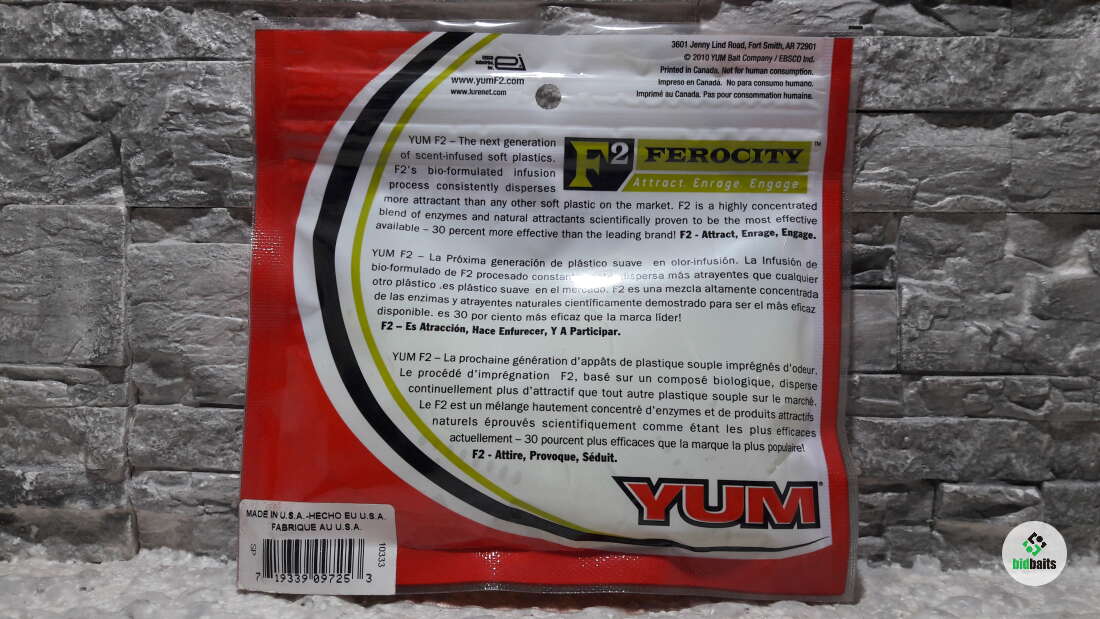 3601 Jenny Lind Road, Fort Smith, AR 72901
© 2010 YUM Bait Company / EBSCO Ind.
Printed in Canada. Not for human consumption.
Impreso en Canada. No para consumo humano.
Imprimé au Canada. Pas pour consommation humaine.
ei
www.yumF2.com
www.lurenet.com
F2 FEROCITY ™
Attract. Enrage. Engage.
YUM F2 – The next generation
of scent-infused soft plastics.
F2's bio-formulated infusion
process consistently disperses
more attractant than any other soft plastic on the market. F2 is a highly concentrated
blend of enzymes and natural attractants scientifically proven to be the most effective
available – 30 percent more effective than the leading brand! F2 - Attract, Enrage, Engage.
YUM F2 – La Próxima generación de plástico suave en olor-infusión. La Infusión de
bio-formulado de F2 procesado dispersa más atrayentes que cualquier
otro plástico .es plástico suave en el mercado. F2 es una mezcla altamente concentrada
de las enzimas y atrayentes naturales científicamente demostrado para ser el más eficaz
disponible. es 30 por ciento más eficaz que la marca líder!
F2 – Es Atracción, Hace Enfurecer, Y A Participar.
YUM F2 – La prochaine génération d'appâts de plastique souple imprégnés d'odeur.
Le procédé d'imprégnation F2, basé sur un composé biologique, disperse
continuellement plus d'attractif que tout autre plastique souple sur le marché.
Le F2 est un mélange hautement concentré d'enzymes et de produits attractifs
naturels éprouvés scientifiquement comme étant les plus efficaces
actuellement – 30 pourcent plus efficaces que la marque la plus populaire!
F2 - Attire, Provoque, Séduit.
YUM®
MADE IN U.S.A.-HECHO EU U.S.A.
FABRIQUE AU U.S.A.
SP
10333
7 19339 09725 3
bidbaits